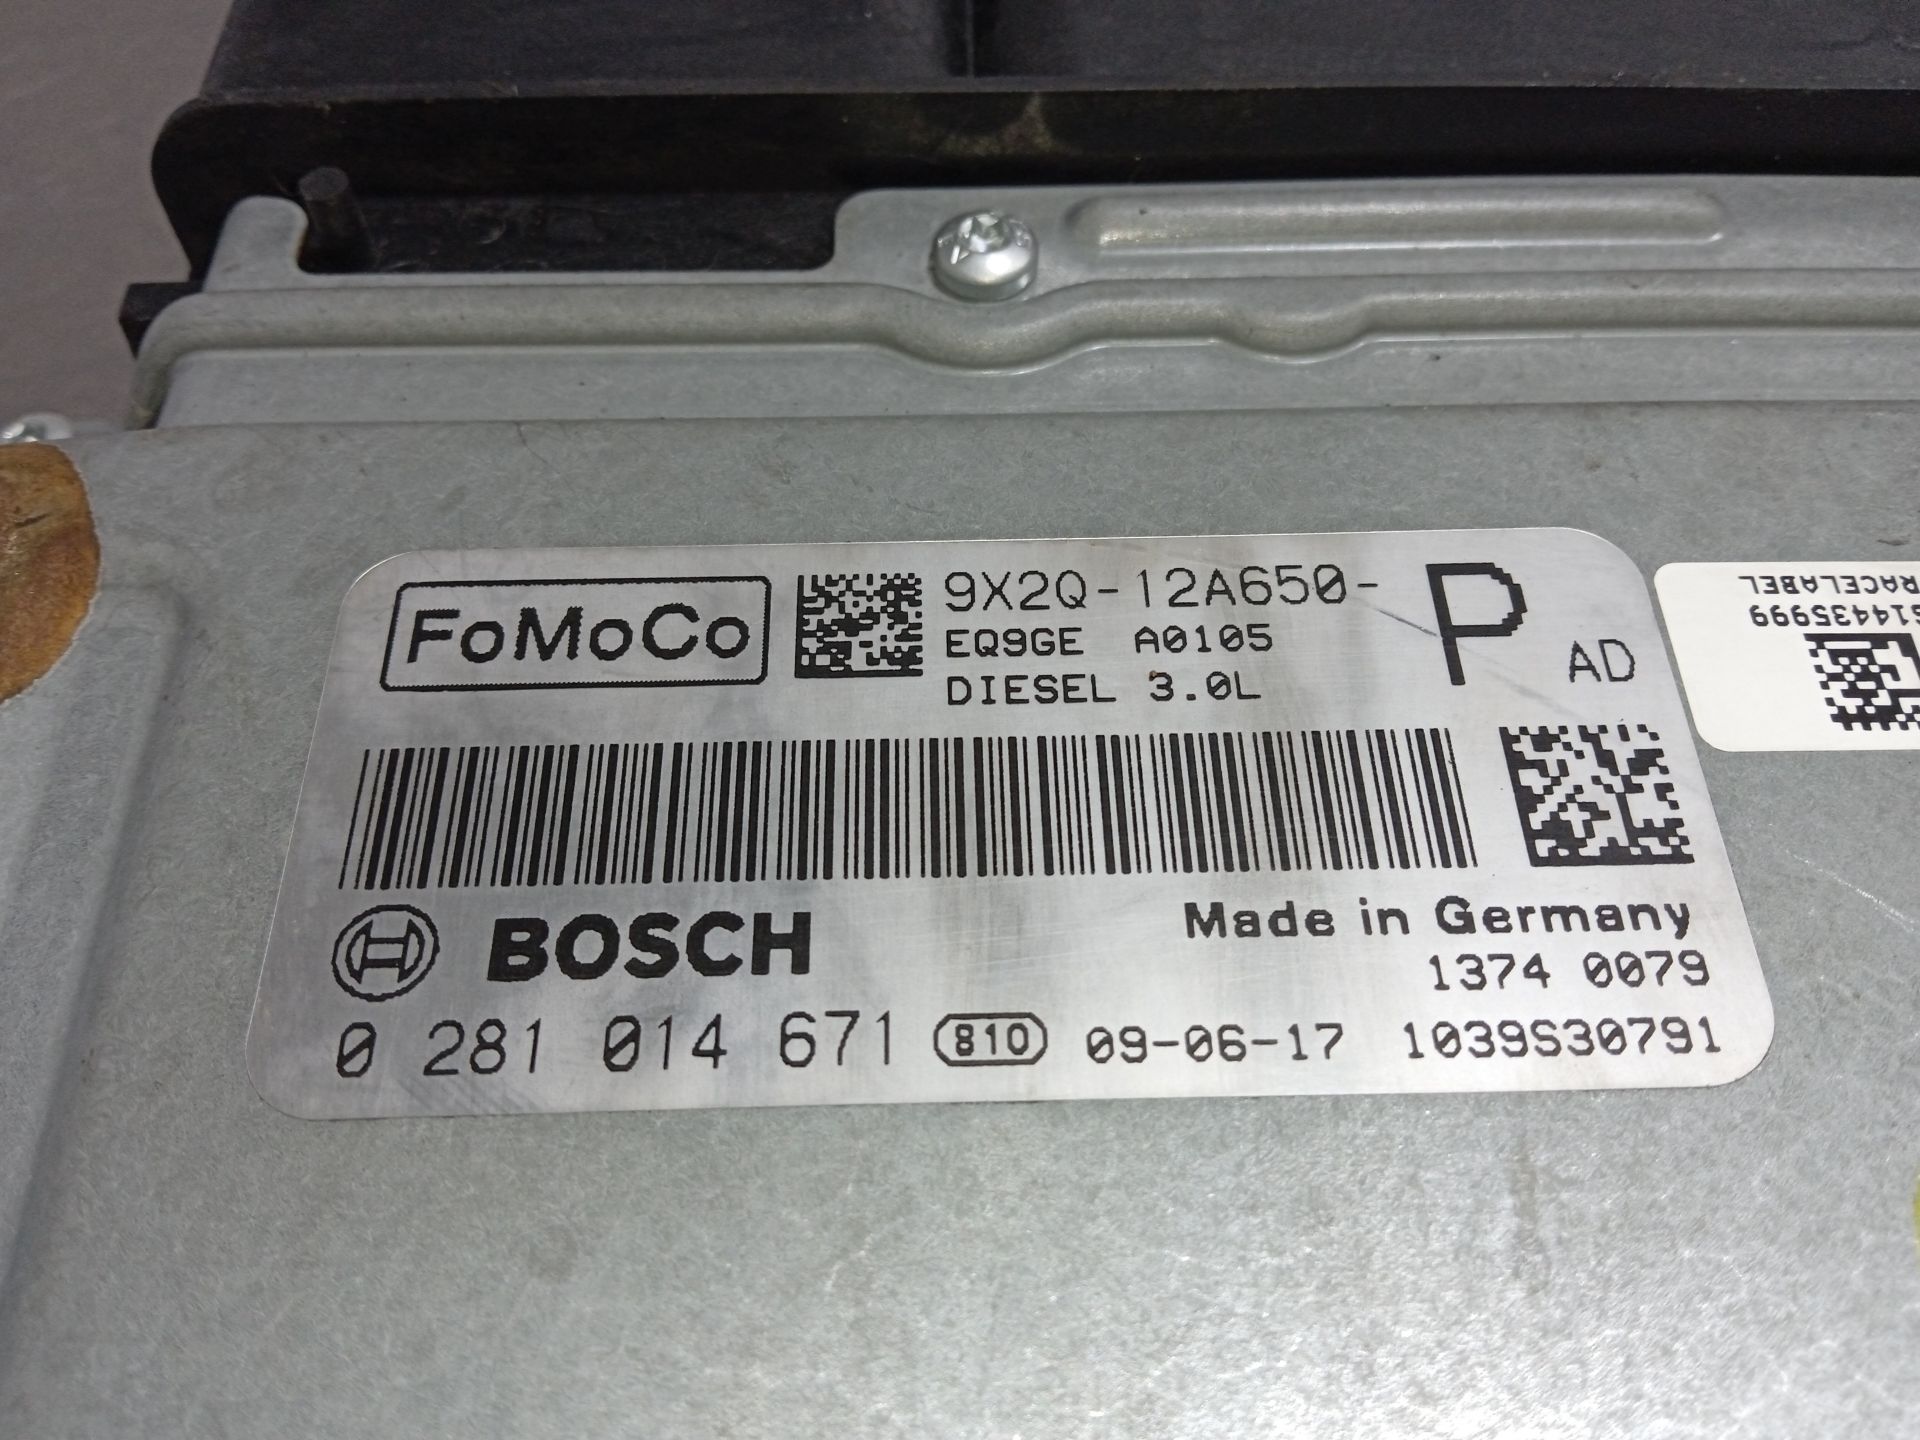 FoMoCo
9X2Q-12A650-
P
AD
EQ9GE A0105
DIESEL 3.0L
BOSCH
Made in Germany
1374 0079
0 281 014 671 810 09-06-17 1039S30791
RACELABEL
614435999